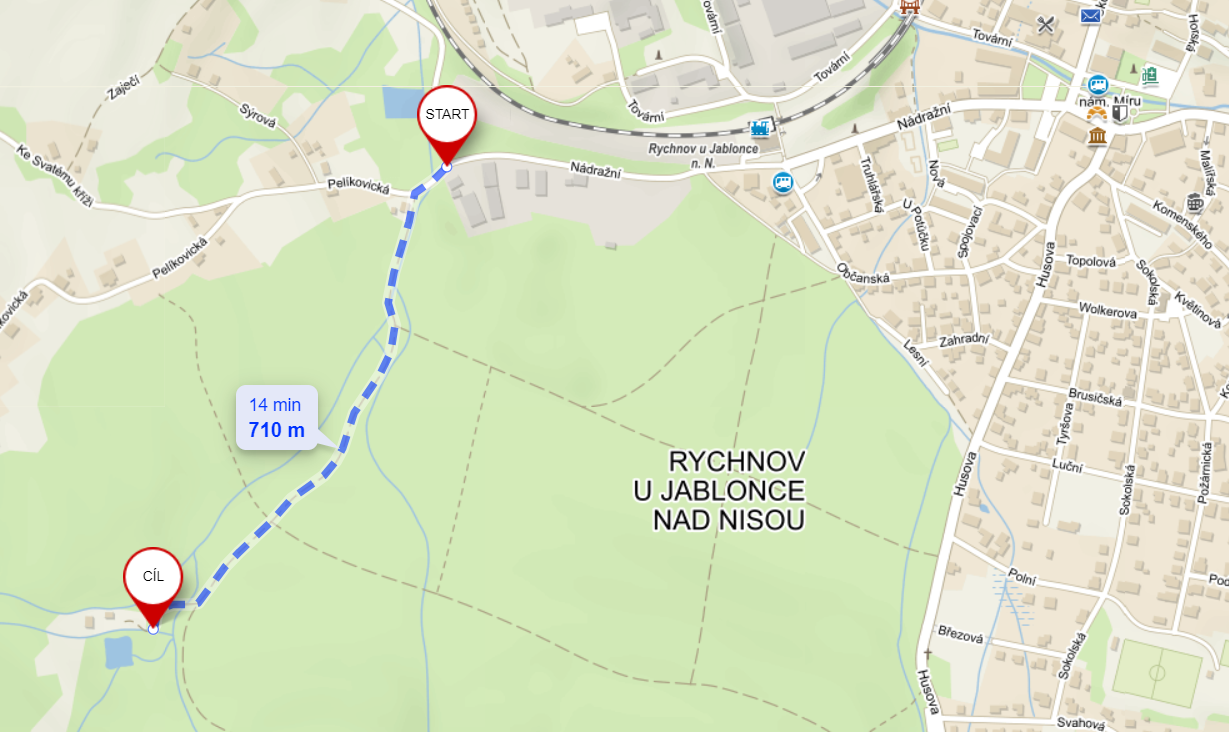 Tovární
Tovární
Horská
Zaječí
START
Tovární
nám. Míru
Sýrová
Tovární
Nádražní
Rychnov u Jablonce
n. N.
Ke Svatému kříži
Pelíkovická
Nádražní
Truhlářská
Nová
Malířská
U Potůčku
Spojovací
Komenského
Pelíkovická
Husova
Topolová
Sokolská
Občanská
Květinová
Wolkerova
Lesní
Zahradní
14 min
710 m
Brusičská
Tyršova
RYCHNOV
U JABLONCE
NAD NISOU
Husova
Luční
Sokolská
Požárnická
CÍL
Polní
Pod
Březová
Sokolská
Husova
Svahová